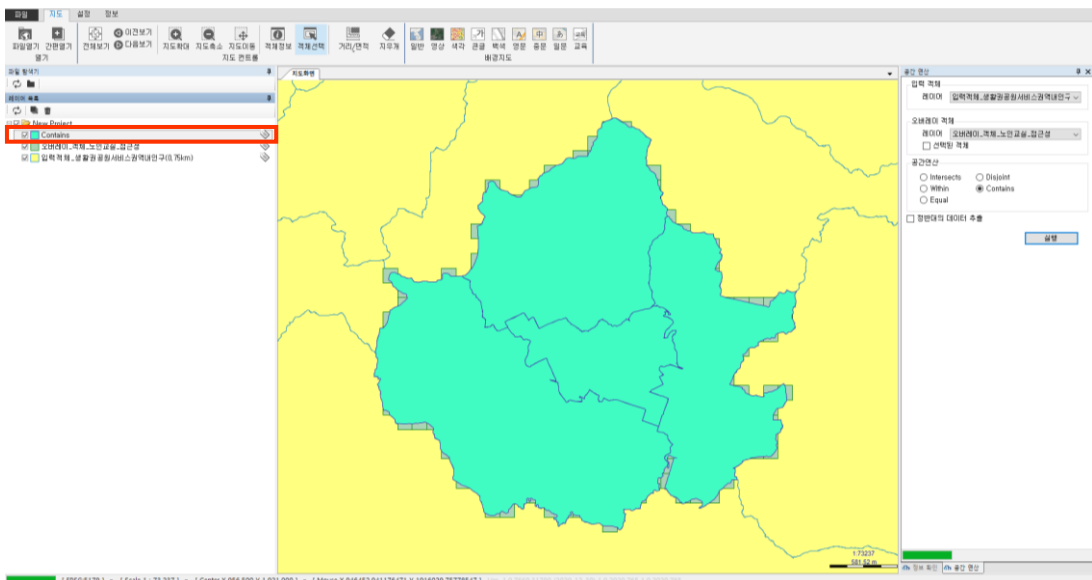 파일 지도 설정 정보
파일열기 간편열기 전체보기 이전보기 다음보기 지도확대 지도축소 지도이동 객체정보 객체선택 거리/면적 지우개 일반 영상 색각 큰글 백색 영문 중문 일문 교육
열기 지도 컨트롤 배경지도
파일 탐색기
레이어 목록
New Project
Contains
오버레이_객체_노인교실_접근성
입력객체_생활권공원서비스권역내인구(0.75km)
지도화면
공간 연산
입력 객체
레이어 입력객체_생활권공원서비스권역내인구
오버레이 객체
레이어 오버레이_객체_노인교실_접근성
선택된 객체
공간연산
Intersects Disjoint
Within Contains
Equal
정반대의 데이터 추출
실행
1:73237
581.52 m
정보 확인 공간 연산